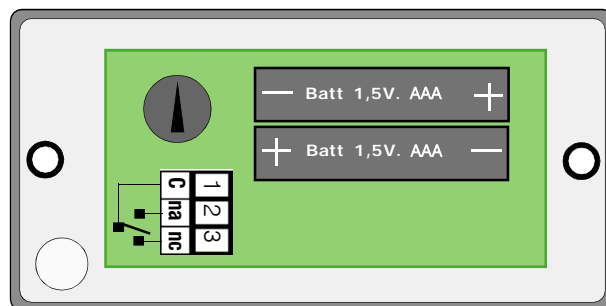 — Batt 1,5V. AAA +
+ Batt 1,5V. AAA —
C 1
na 2
nc 3